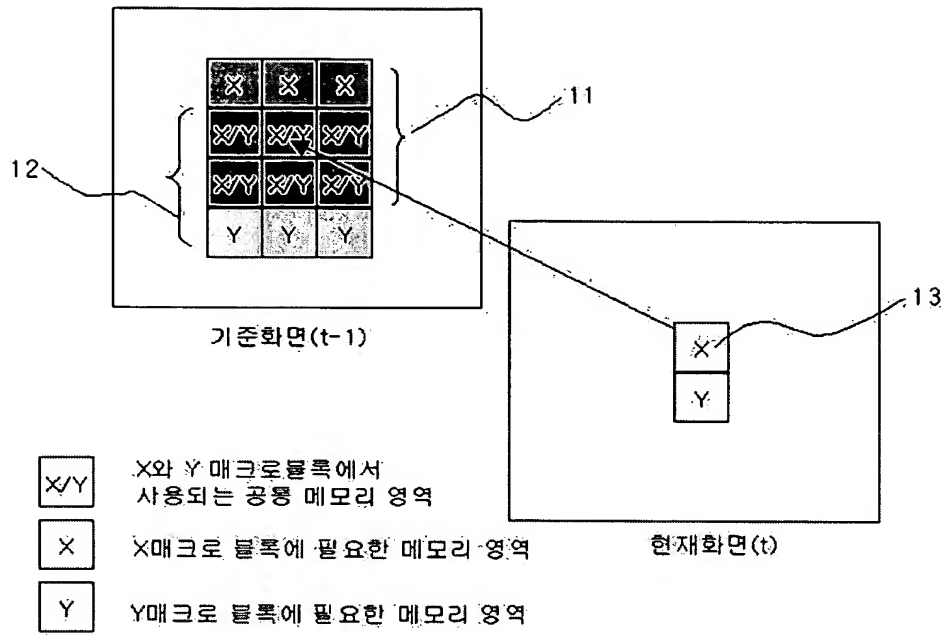 X X X
X/Y X/Y X/Y
X/Y X/Y X/Y
Y Y Y
11
12
기준화면(t-1)
X
Y
13
현재화면(t)
X/Y X와 Y 매크로블록에서
사용되는 공통 메모리 영역
X X매크로 블록에 필요한 메모리 영역
Y Y매크로 블록에 필요한 메모리 영역